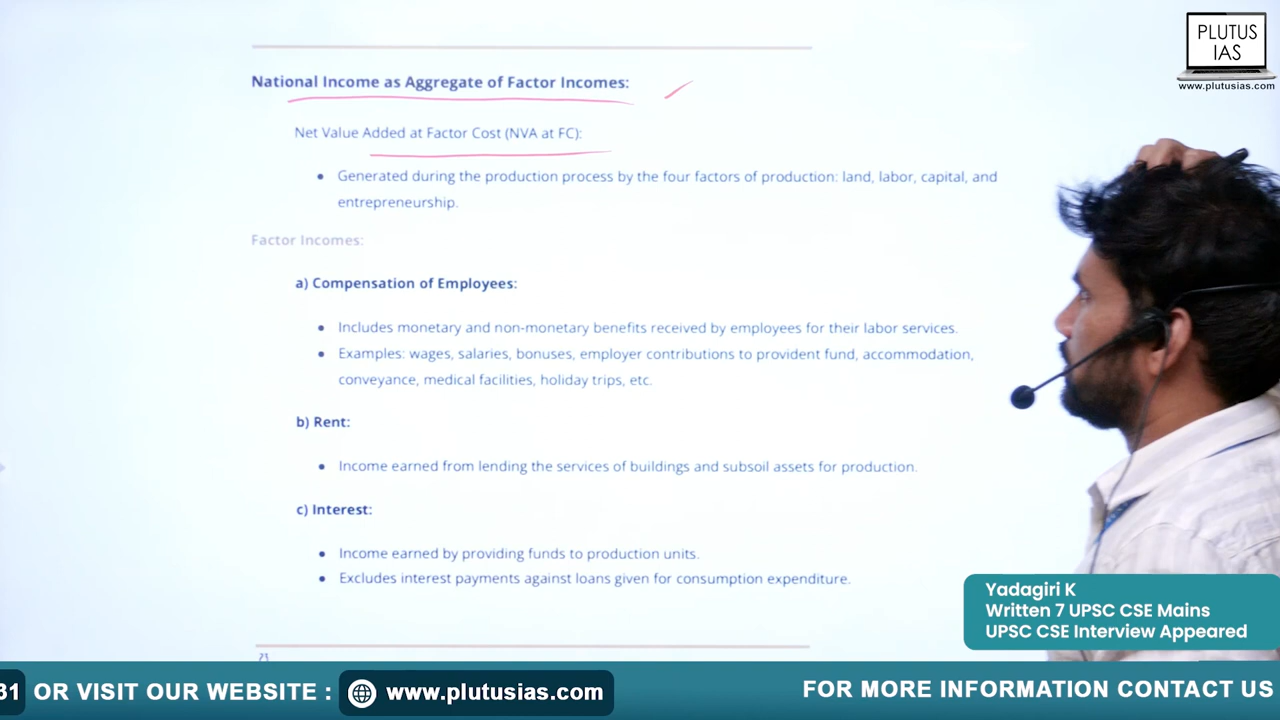 PLUTUS
IAS
www.plutusias.com
National Income as Aggregate of Factor Incomes:
Net Value Added at Factor Cost (NVA at FC):
• Generated during the production process by the four factors of production: land, labor, capital, and
entrepreneurship.
Factor Incomes:
a) Compensation of Employees:
• Includes monetary and non-monetary benefits received by employees for their labor services.
• Examples: wages, salaries, bonuses, employer contributions to provident fund, accommodation,
conveyance, medical facilities, holiday trips, etc.
b) Rent:
• Income earned from lending the services of buildings and subsoil assets for production.
c) Interest:
• Income earned by providing funds to production units.
• Excludes interest payments against loans given for consumption expenditure.
Yadagiri K
Written 7 UPSC CSE Mains
UPSC CSE Interview Appeared
31 OR VISIT OUR WEBSITE : www.plutusias.com FOR MORE INFORMATION CONTACT US